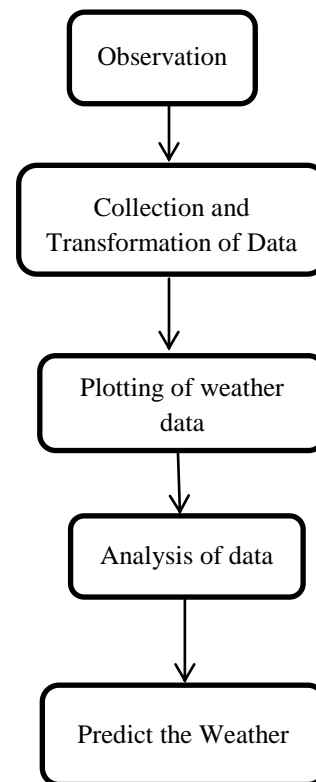 Observation
Collection and
Transformation of Data
Plotting of weather
data
Analysis of data
Predict the Weather